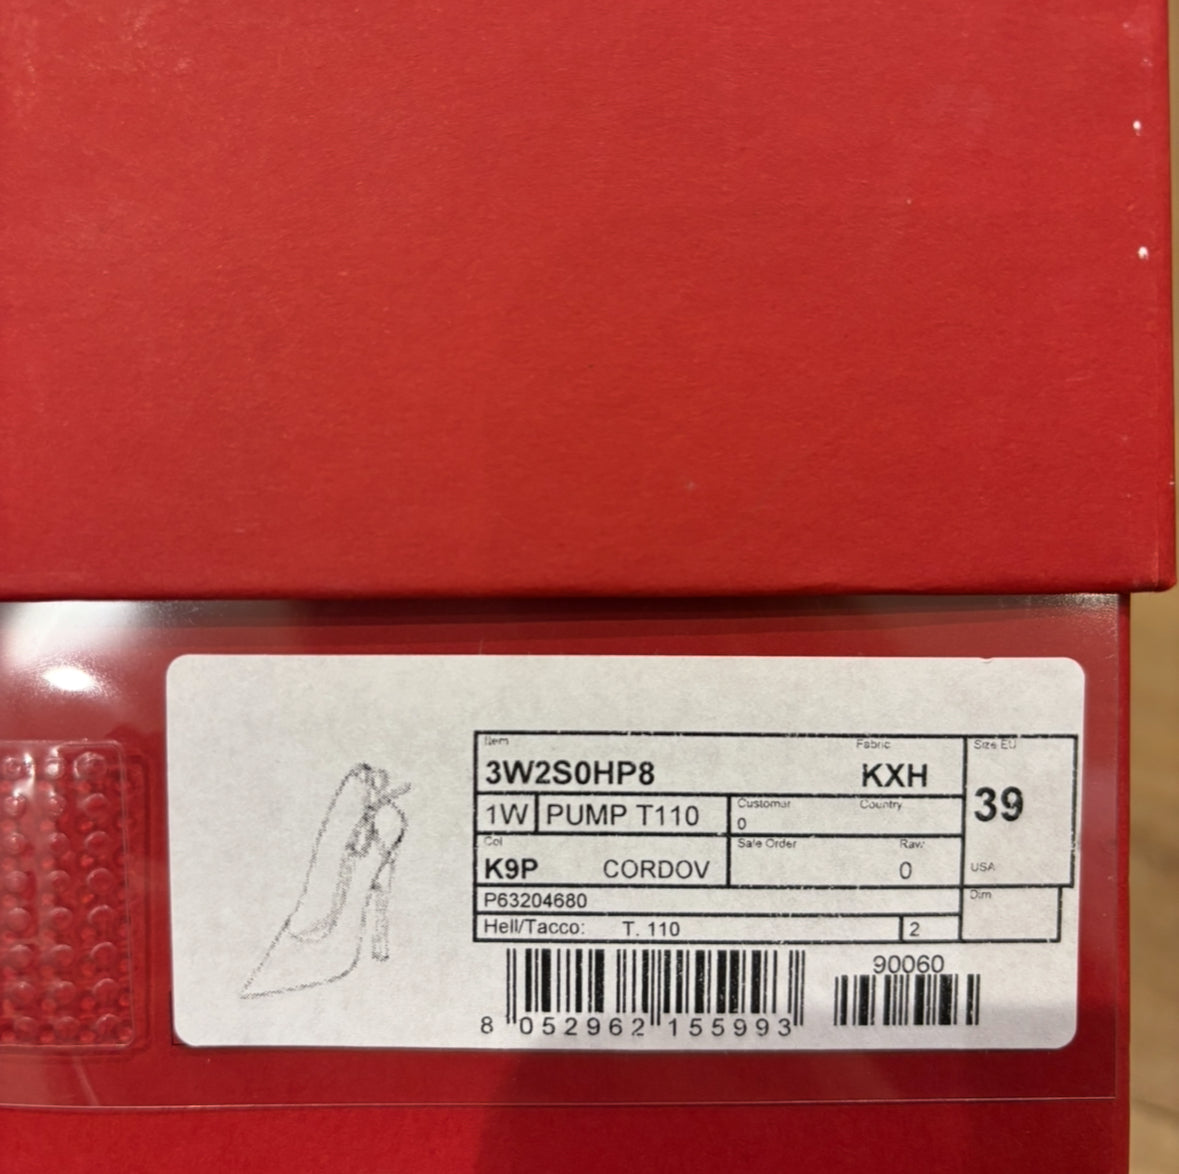 Item Fabric Size EU
3W2S0HP8 KXH 39
1W PUMP T110 Customer Country
0
Col Sale Order Raw
K9P CORDOV 0 USA
P63204680 Dim
Hell/Tacco: T. 110 2
90060
8 052962 155993